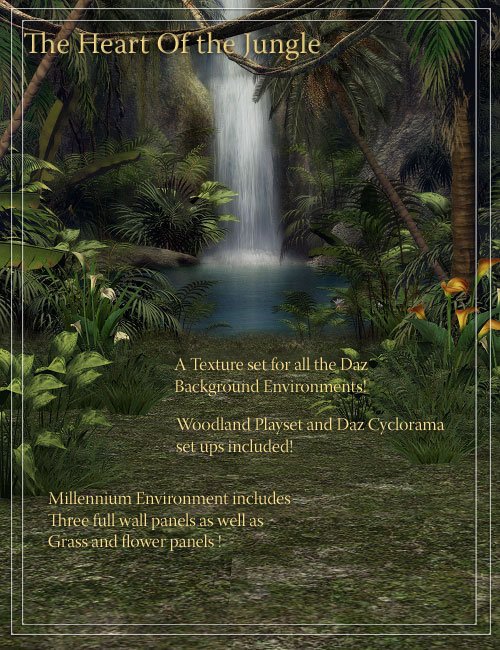 The Heart Of the Jungle
A Texture set for all the Daz
Background Environments!
Woodland Playset and Daz Cyclorama
set ups included!
Millennium Environment includes
Three full wall panels as well as
Grass and flower panels !